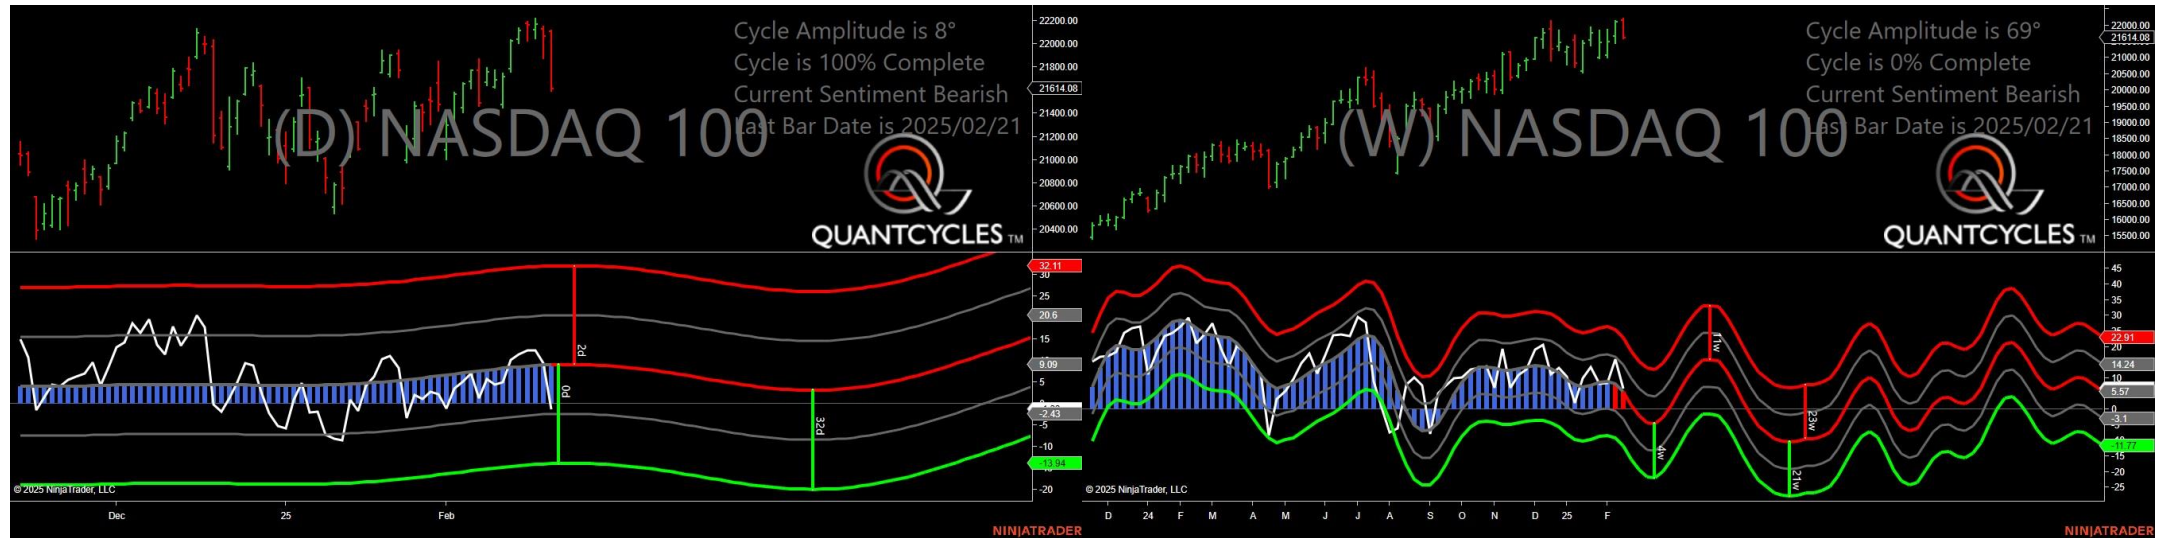 Cycle Amplitude is 8°
Cycle is 100% Complete
Current Sentiment Bearish
Last Bar Date is 2025/02/21
(D) NASDAQ 100
QUANTCYCLES TM
22200.00
22000.00
21800.00
21614.08
21400.00
21200.00
21000.00
20800.00
20600.00
20400.00
32.11
30
25
20.6
15
9.09
5
-2.43
-5
-10
-13.94
-20
2d
0d
32d
© 2025 NinjaTrader, LLC
Dec
25
Feb
NINJATRADER
Cycle Amplitude is 69°
Cycle is 0% Complete
Current Sentiment Bearish
Last Bar Date is 2025/02/21
(W) NASDAQ 100
QUANTCYCLES TM
22000.00
21614.08
20500.00
20000.00
19500.00
19000.00
18500.00
18000.00
17500.00
17000.00
16500.00
16000.00
15500.00
45
40
35
30
25
22.91
20
14.24
10
5.57
0
-3.1
-11.77
-15
-20
-25
11w
23w
4w
21w
© 2025 NinjaTrader, LLC
D
24
F
M
A
M
J
J
A
S
O
N
D
25
F
NINJATRADER